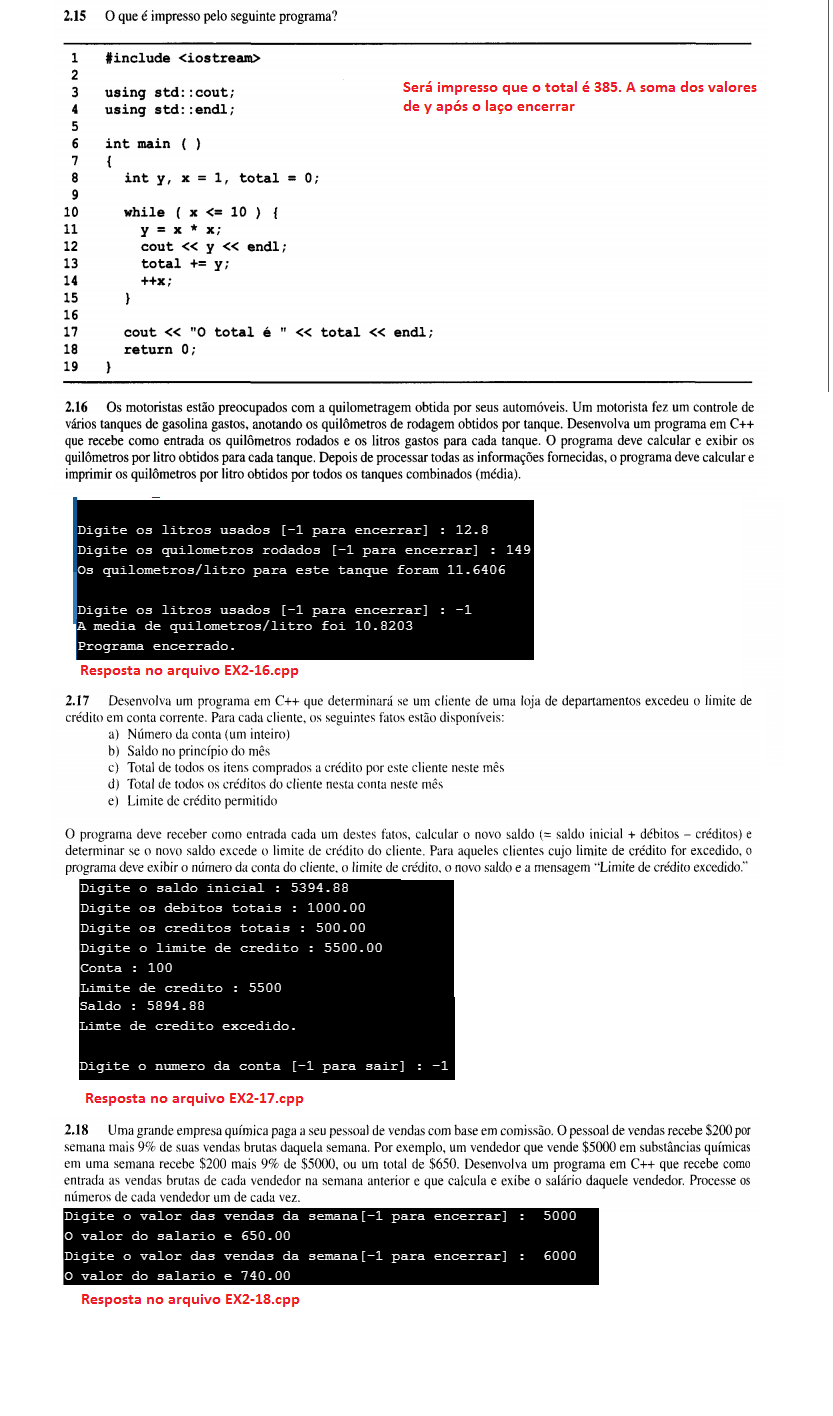 2.15 O que é impresso pelo seguinte programa?
1 #include <iostream>
2
3 using std::cout;
4 using std::endl;
Será impresso que o total é 385. A soma dos valores
de y após o laço encerrar
5
6 int main ( )
7 {
8 int y, x = 1, total = 0;
9
10 while ( x <= 10 ) {
11 y = x * x;
12 cout << y << endl;
13 total += y;
14 ++x;
15 }
16
17 cout << "O total é " << total << endl;
18 return 0;
19 }
2.16 Os motoristas estão preocupados com a quilometragem obtida por seus automóveis. Um motorista fez um controle de
vários tanques de gasolina gastos, anotando os quilômetros de rodagem obtidos por tanque. Desenvolva um programa em C++
que recebe como entrada os quilômetros rodados e os litros gastos para cada tanque. O programa deve calcular e exibir os
quilômetros por litro obtidos para cada tanque. Depois de processar todas as informações fornecidas, o programa deve calcular e
imprimir os quilômetros por litro obtidos por todos os tanques combinados (média).
Digite os litros usados [-1 para encerrar] : 12.8
Digite os quilometros rodados [-1 para encerrar] : 149
Os quilometros/litro para este tanque foram 11.6406
Digite os litros usados [-1 para encerrar] : -1
A media de quilometros/litro foi 10.8203
Programa encerrado.
Resposta no arquivo EX2-16.cpp
2.17 Desenvolva um programa em C++ que determinará se um cliente de uma loja de departamentos excedeu o limite de
crédito em conta corrente. Para cada cliente, os seguintes fatos estão disponíveis:
a) Número da conta (um inteiro)
b) Saldo no princípio do mês
c) Total de todos os itens comprados a crédito por este cliente neste mês
d) Total de todos os créditos do cliente nesta conta neste mês
e) Limite de crédito permitido
O programa deve receber como entrada cada um destes fatos, calcular o novo saldo (= saldo inicial + débitos – créditos) e
determinar se o novo saldo excede o limite de crédito do cliente. Para aqueles clientes cujo limite de crédito for excedido, o
programa deve exibir o número da conta do cliente, o limite de crédito, o novo saldo e a mensagem “Limite de crédito excedido.”
Digite o saldo inicial : 5394.88
Digite os debitos totais : 1000.00
Digite os creditos totais : 500.00
Digite o limite de credito : 5500.00
Conta : 100
Limite de credito : 5500
Saldo : 5894.88
Limte de credito excedido.
Digite o numero da conta [-1 para sair] : -1
Resposta no arquivo EX2-17.cpp
2.18 Uma grande empresa química paga a seu pessoal de vendas com base em comissão. O pessoal de vendas recebe $200 por
semana mais 9% de suas vendas brutas daquela semana. Por exemplo, um vendedor que vende $5000 em substâncias químicas
em uma semana recebe $200 mais 9% de $5000, ou um total de $650. Desenvolva um programa em C++ que recebe como
entrada as vendas brutas de cada vendedor na semana anterior e que calcula e exibe o salário daquele vendedor. Processe os
números de cada vendedor um de cada vez.
Digite o valor das vendas da semana[-1 para encerrar] : 5000
O valor do salario e 650.00
Digite o valor das vendas da semana[-1 para encerrar] : 6000
O valor do salario e 740.00
Resposta no arquivo EX2-18.cpp